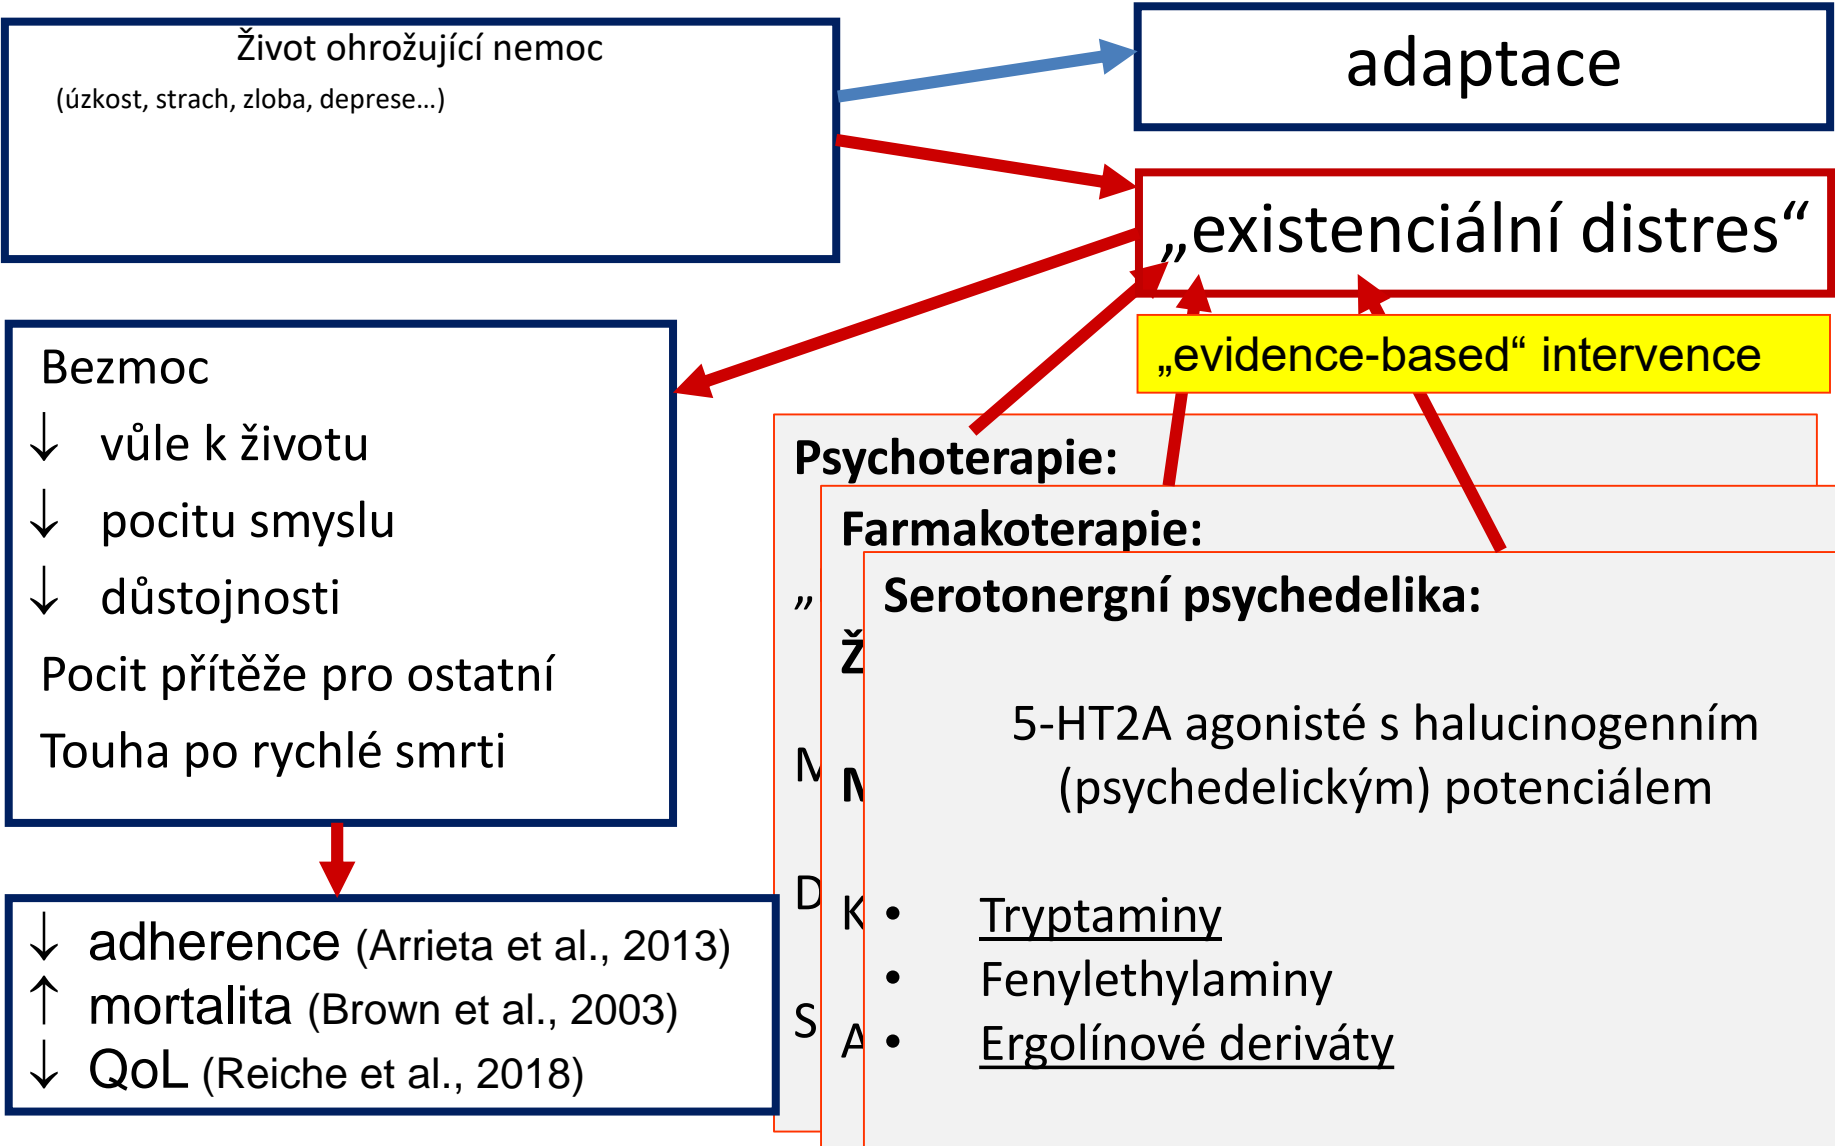 Život ohrožující nemoc
(úzkost, strach, zloba, deprese...)
adaptace
„existenciální distres“
„evidence-based“ intervence
Bezmoc
↓ vůle k životu
↓ pocitu smyslu
↓ důstojnosti
Pocit přítěže pro ostatní
Touha po rychlé smrti
↓ adherence (Arrieta et al., 2013)
↑ mortalita (Brown et al., 2003)
↓ QoL (Reiche et al., 2018)
Psychoterapie:
Farmakoterapie:
Serotonergní psychedelika:
5-HT2A agonisté s halucinogenním
(psychedelickým) potenciálem
• Tryptaminy
• Fenylethylaminy
• Ergolínové deriváty